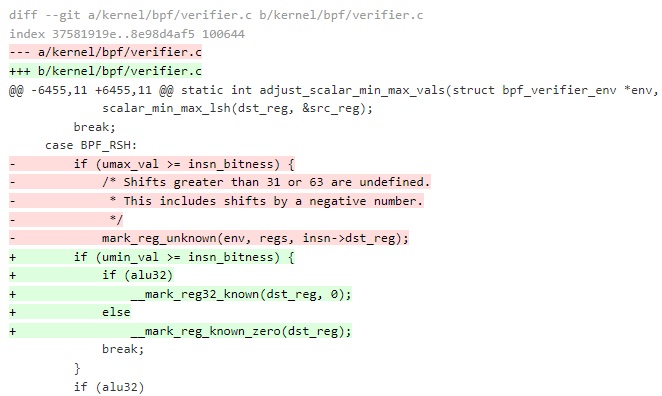 diff --git a/kernel/bpf/verifier.c b/kernel/bpf/verifier.c
index 37581919e..8e98d4af5 100644
--- a/kernel/bpf/verifier.c
+++ b/kernel/bpf/verifier.c
@@ -6455,11 +6455,11 @@ static int adjust_scalar_min_max_vals(struct bpf_verifier_env *env,
            scalar_min_max_lsh(dst_reg, &src_reg);
        break;
    case BPF_RSH:
-        if (umax_val >= insn_bitness) {
-            /* Shifts greater than 31 or 63 are undefined.
-             * This includes shifts by a negative number.
-             */
-            mark_reg_unknown(env, regs, insn->dst_reg);
+        if (umin_val >= insn_bitness) {
+            if (alu32)
+                __mark_reg32_known(dst_reg, 0);
+            else
+                __mark_reg_known_zero(dst_reg);
            break;
        }
        if (alu32)